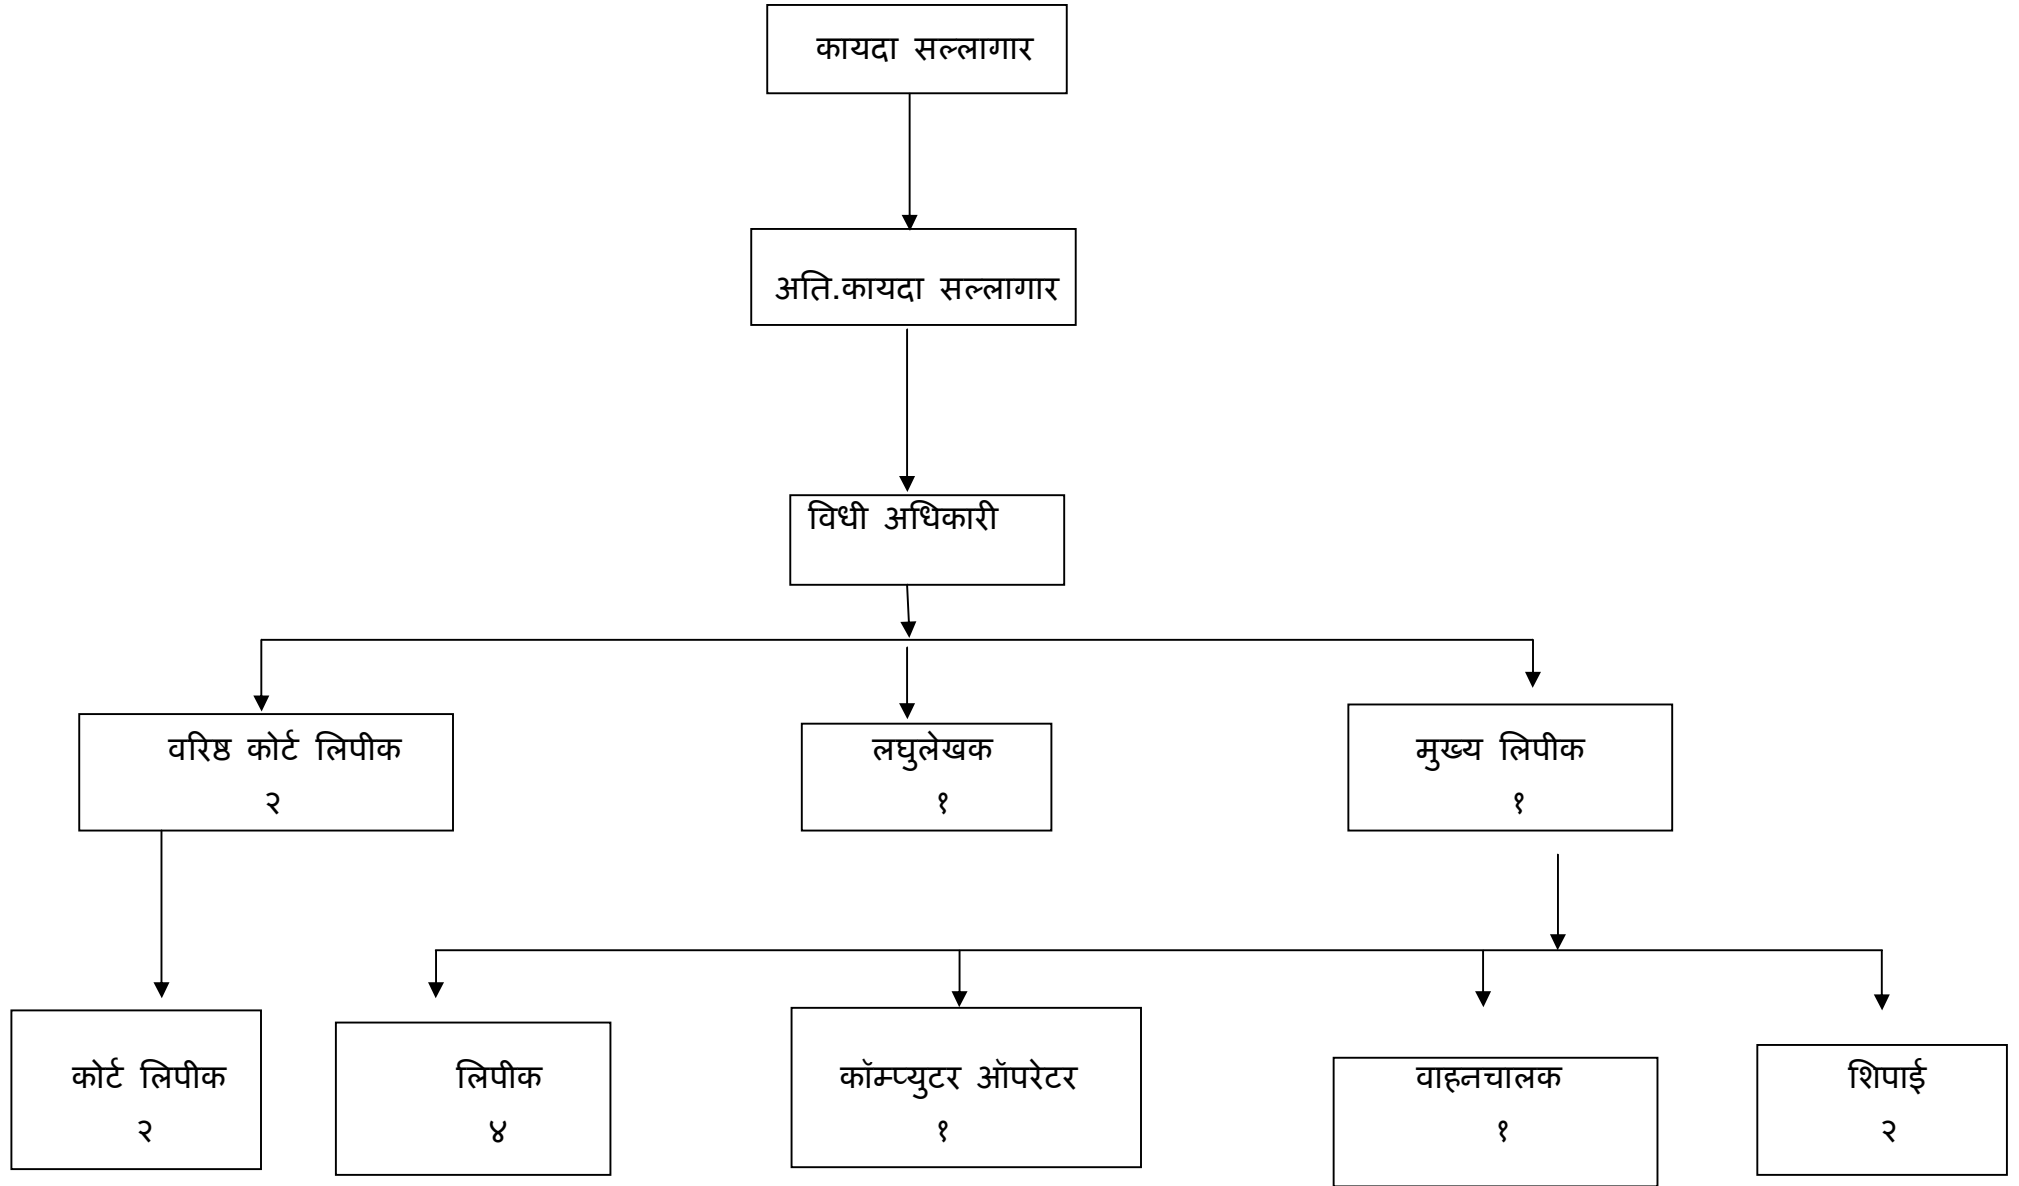 कायदा सल्लागार
अति.कायदा सल्लागार
विधी अधिकारी
वरिष्ठ कोर्ट लिपीक
२
लघुलेखक
१
मुख्य लिपीक
१
कोर्ट लिपीक
२
लिपीक
४
कॉम्प्युटर ऑपरेटर
१
वाहनचालक
१
शिपाई
२